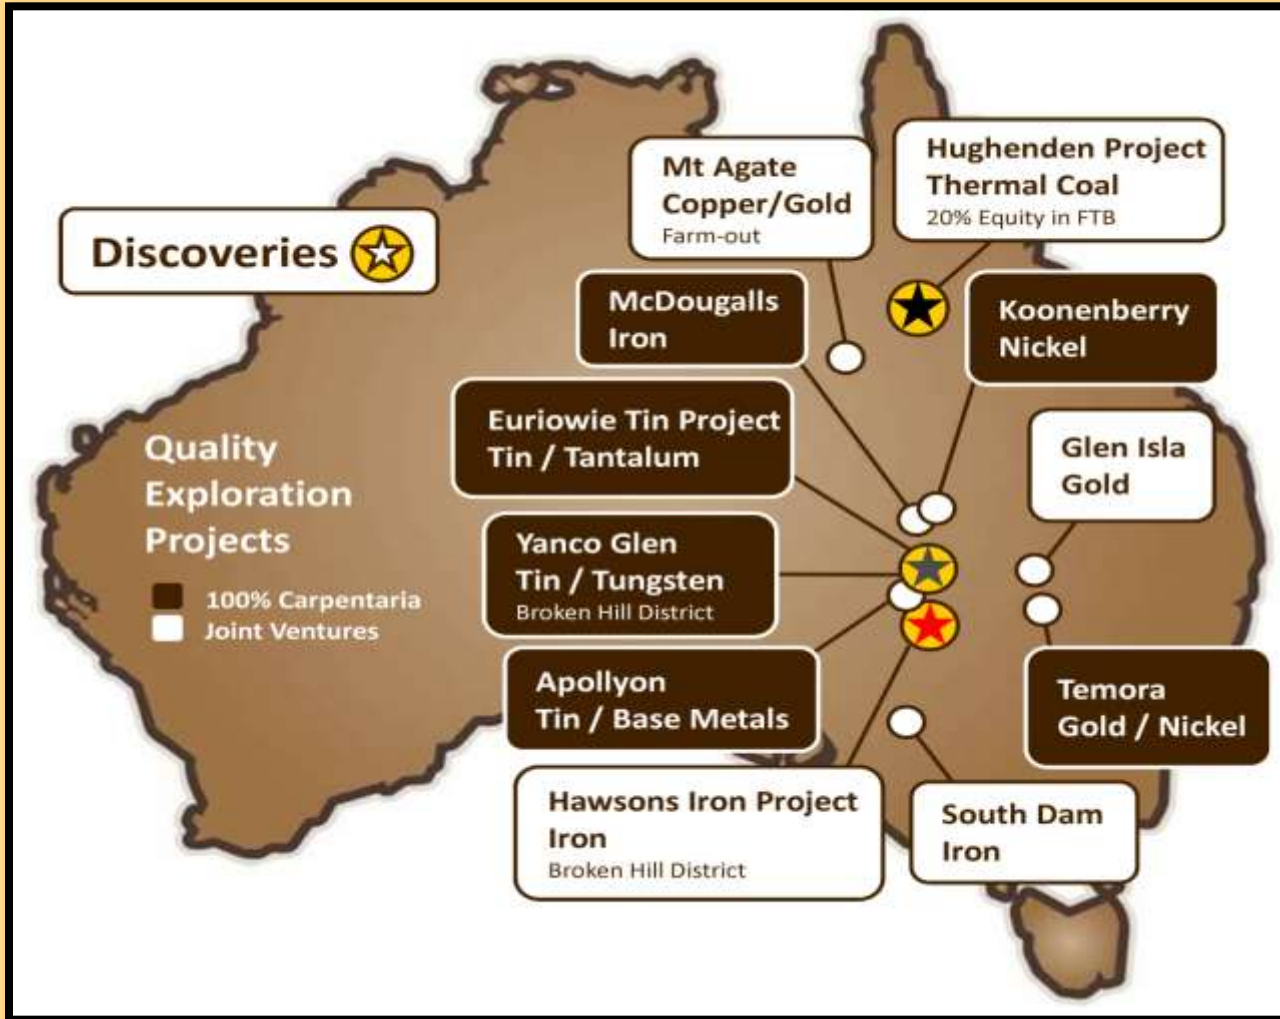 Mt Agate
Copper/Gold
Farm-out
Hughenden Project
Thermal Coal
20% Equity in FTB
Discoveries
McDougalls
Iron
Koonenberry
Nickel
Euriowie Tin Project
Tin / Tantalum
Glen Isla
Gold
Quality
Exploration
Projects
100% Carpentaria
Joint Ventures
Yanco Glen
Tin / Tungsten
Broken Hill District
Apollyon
Tin / Base Metals
Temora
Gold / Nickel
Hawsons Iron Project
Iron
Broken Hill District
South Dam
Iron